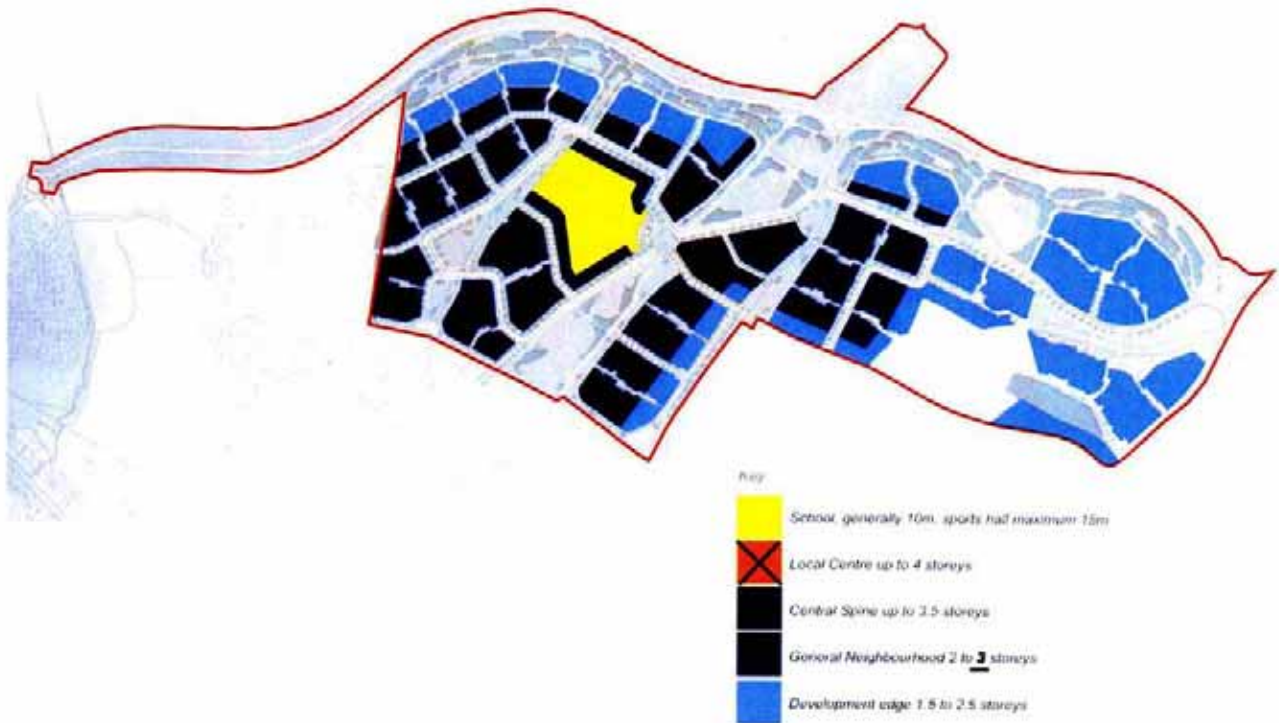 Key
School, generally 10m, sports hall maximum 15m
Local Centre up to 4 storeys
Central Spine up to 3.5 storeys
General Neighbourhood 2 to 3 storeys
Development edge 1.5 to 2.5 storeys